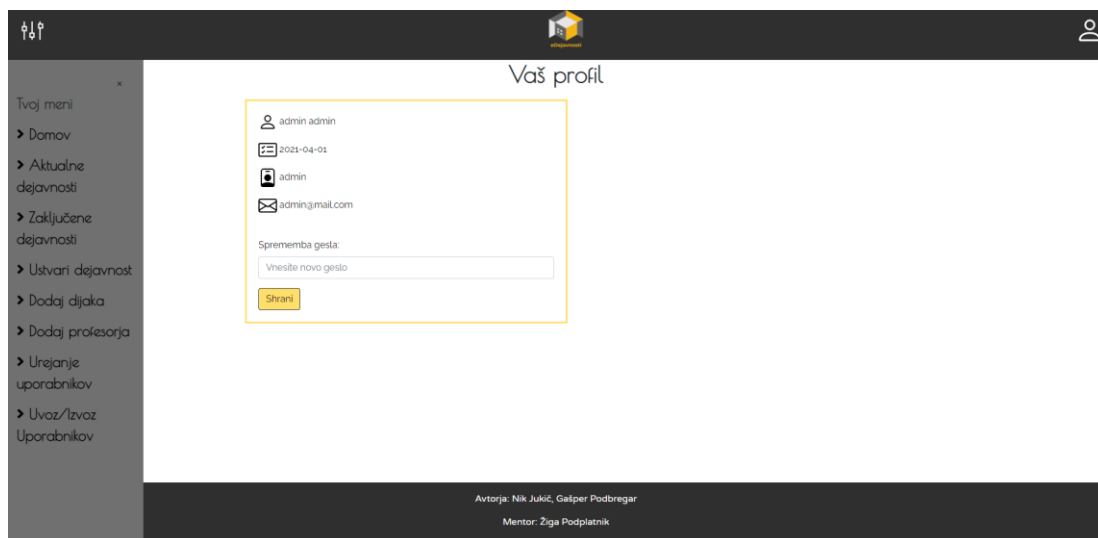 eDejavnosti
Vaš profil
×
Tvoj meni
Domov
Aktualne
dejavnosti
Zaključene
dejavnosti
Ustvari dejavnost
Dodaj dijaka
Dodaj profesorja
Urejanje
uporabnikov
Uvoz/Izvoz
Uporabnikov
admin admin
2021-04-01
admin
admin@mail.com
Sprememba gesla:
Vnesite novo geslo
Shrani
Avtorja: Nik Jukič, Gašper Podbregar
Mentor: Žiga Podplatnik